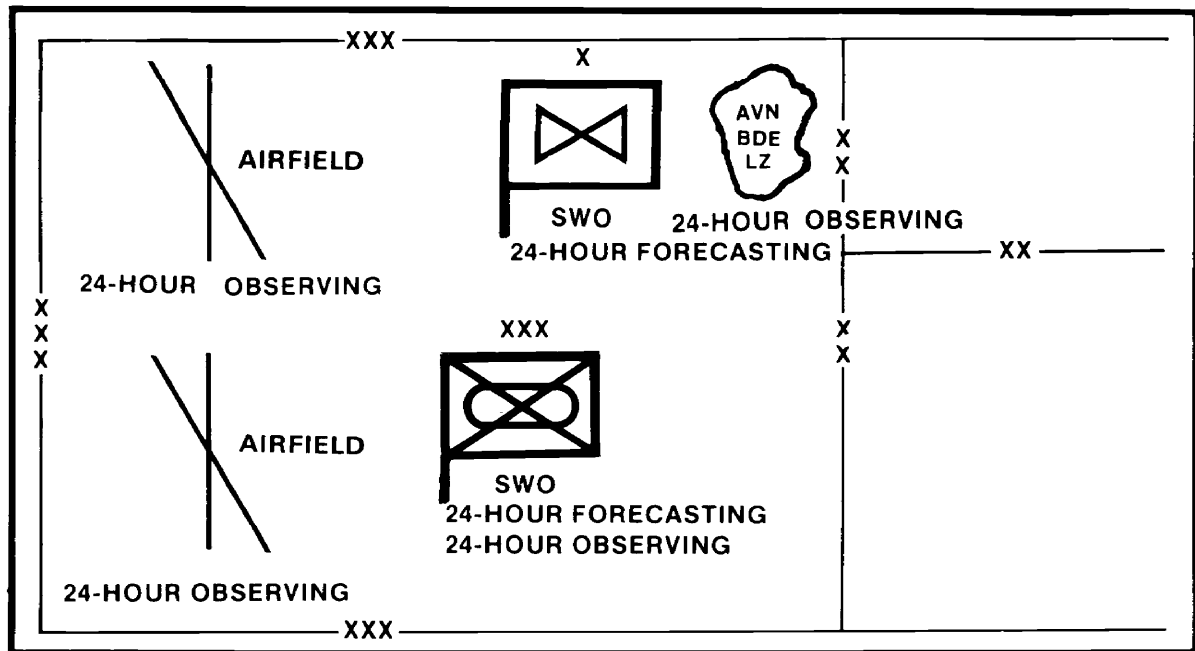 XXX
X
AIRFIELD
AVN
BDE
LZ
X
X
SWO
24-HOUR OBSERVING
24-HOUR FORECASTING
XX
24-HOUR OBSERVING
X
X
X
XXX
X
X
AIRFIELD
SWO
24-HOUR FORECASTING
24-HOUR OBSERVING
24-HOUR OBSERVING
XXX